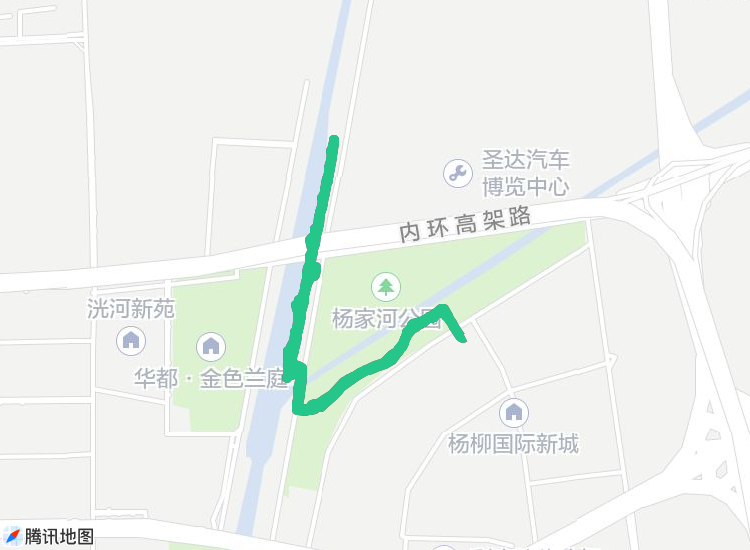 圣达汽车
博览中心
内环高架路
杨家河公园
洸河新苑
华都·金色兰庭
杨柳国际新城
腾讯地图